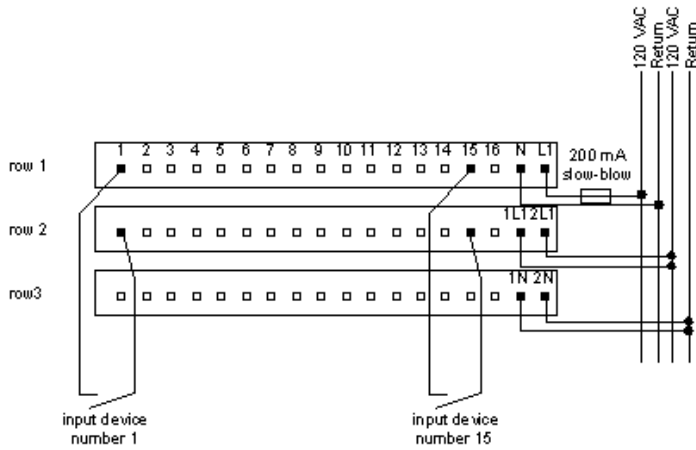 120 VAC
Return
120 VAC
Return
1 2 3 4 5 6 7 8 9 10 11 12 13 14 15 16 N L1
200 mA
slow-blow
row 1
1L1 2L1
row 2
1N 2N
row3
input device
number 1
input device
number 15